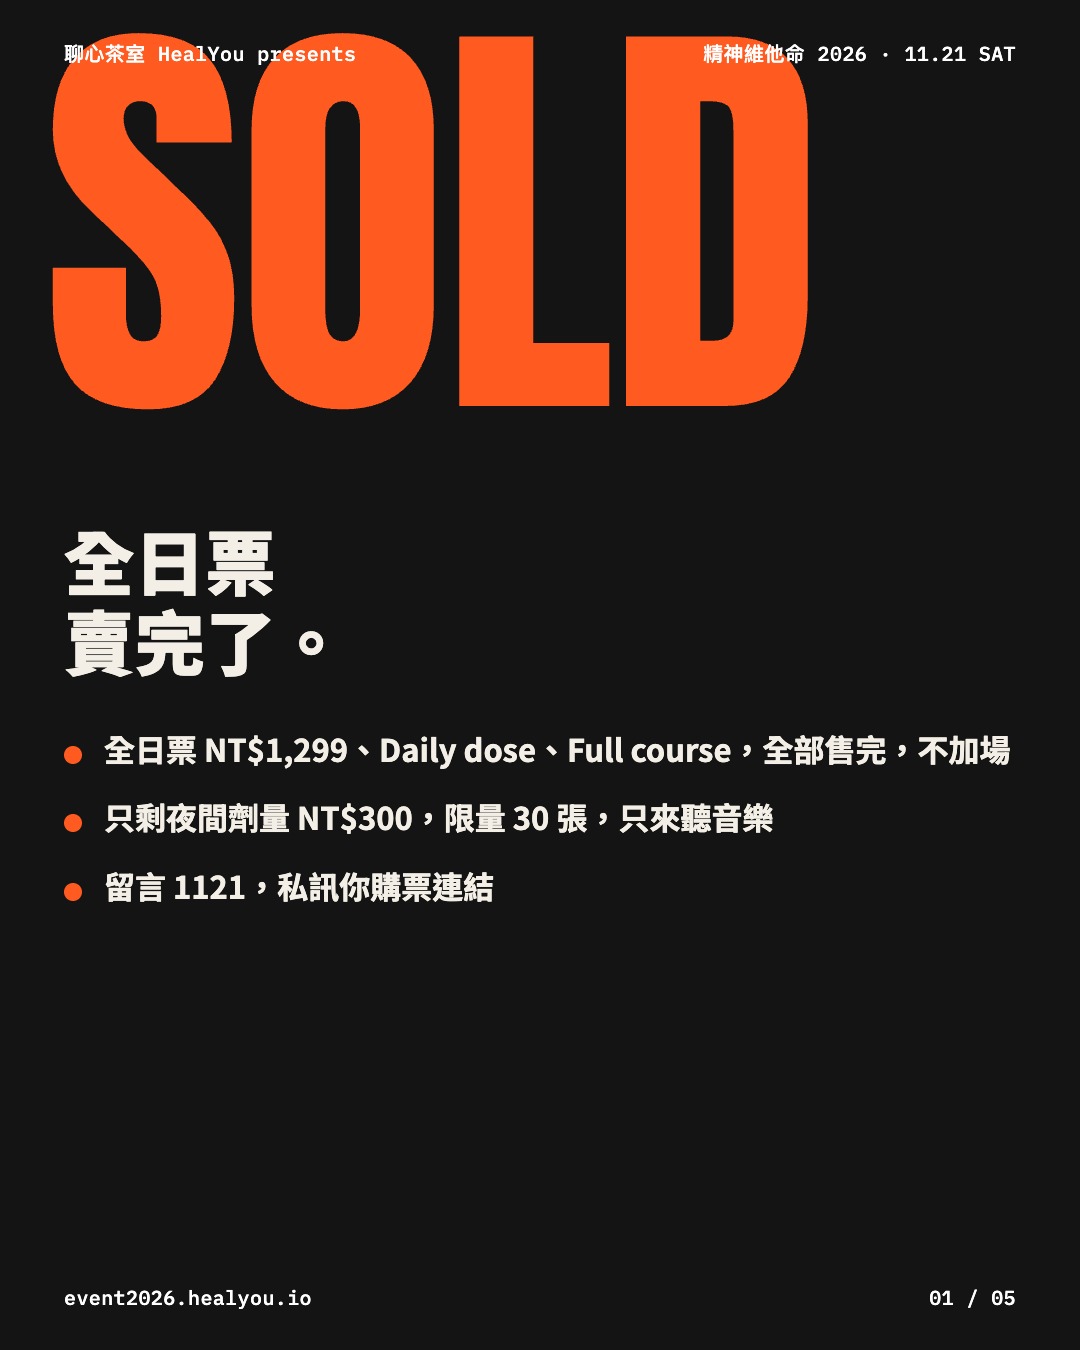 聊心茶室 HealYou presents
精神維他命 2026 · 11.21 SAT
SOLD
全日票
賣完了。
全日票 NT$1,299、Daily dose、Full course，全部售完，不加場
只剩夜間劑量 NT$300，限量 30 張，只來聽音樂
留言 1121，私訊你購票連結
event2026.healyou.io
01 / 05